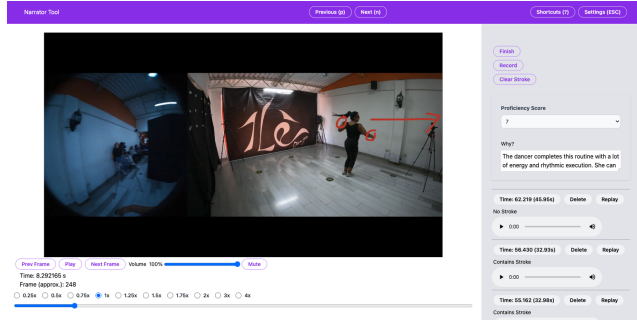 Narrator Tool
Previous (p)
Next (n)
Shortcuts (?)
Settings (ESC)
Finish
Record
Clear Stroke
Proficiency Score
7
Why?
The dancer completes this routine with a lot
of energy and rhythmic execution. She can
Time: 62.219 (45.95s)
Delete
Replay
No Stroke
0:00
Time: 56.430 (32.93s)
Delete
Replay
Contains Stroke
0:00
Time: 55.162 (32.98s)
Delete
Replay
Contains Stroke
ILÈ
Prev Frame
Play
Next Frame
Volume 100%
Mute
Time: 8.292165 s
Frame (approx.): 248
0.25x
0.5x
0.75x
1x
1.25x
1.5x
1.75x
2x
3x
4x